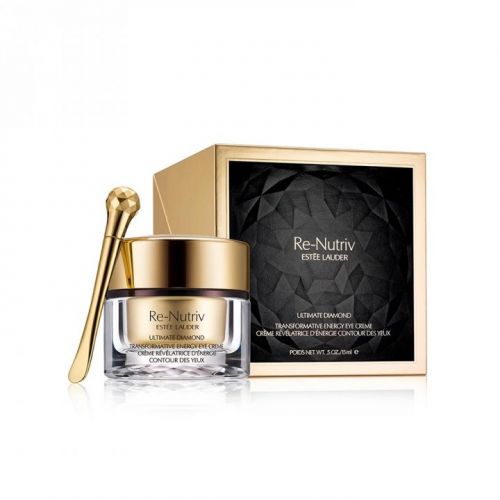 Re-Nutriv
ESTĒE LAUDER
ULTIMATE DIAMOND
TRANSFORMATIVE ENERGY EYE CREME
CRÈME RÉVÉLATRICE D'ÉNERGIE
CONTOUR DES YEUX
Re-Nutriv
ESTĒE LAUDER
ULTIMATE DIAMOND
TRANSFORMATIVE ENERGY EYE CREME
CRÈME RÉVÉLATRICE D'ÉNERGIE CONTOUR DES YEUX
POIDS NET WT. .5 OZ./15ml ℮